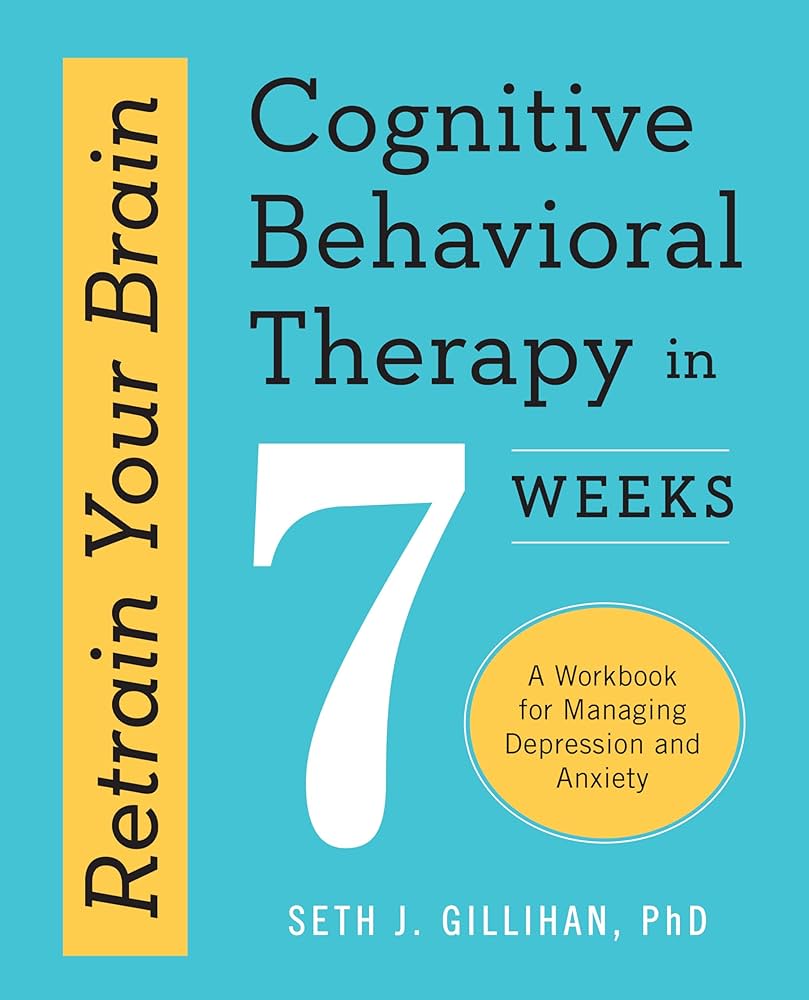 Retrain Your Brain
Cognitive
Behavioral
Therapy in
7
WEEKS
A Workbook
for Managing
Depression and
Anxiety
SETH J. GILLIHAN, PhD